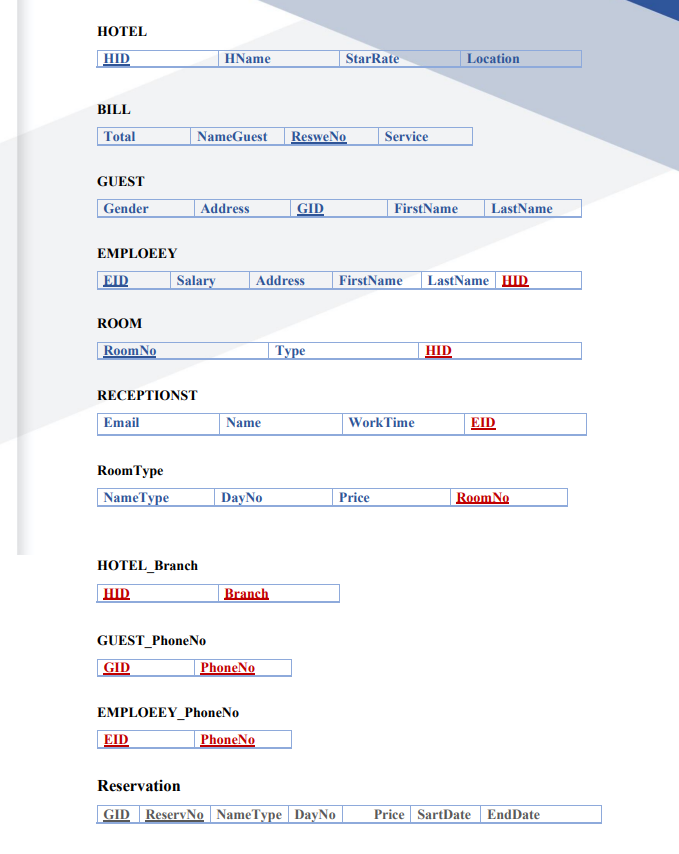 HOTEL
HID HName StarRate Location
BILL
Total NameGuest ResweNo Service
GUEST
Gender Address GID FirstName LastName
EMPLOEEY
EID Salary Address FirstName LastName HID
ROOM
RoomNo Type HID
RECEPTIONST
Email Name WorkTime EID
RoomType
NameType DayNo Price RoomNo
HOTEL_Branch
HID Branch
GUEST_PhoneNo
GID PhoneNo
EMPLOEEY_PhoneNo
EID PhoneNo
Reservation
GID ReservNo NameType DayNo Price SartDate EndDate